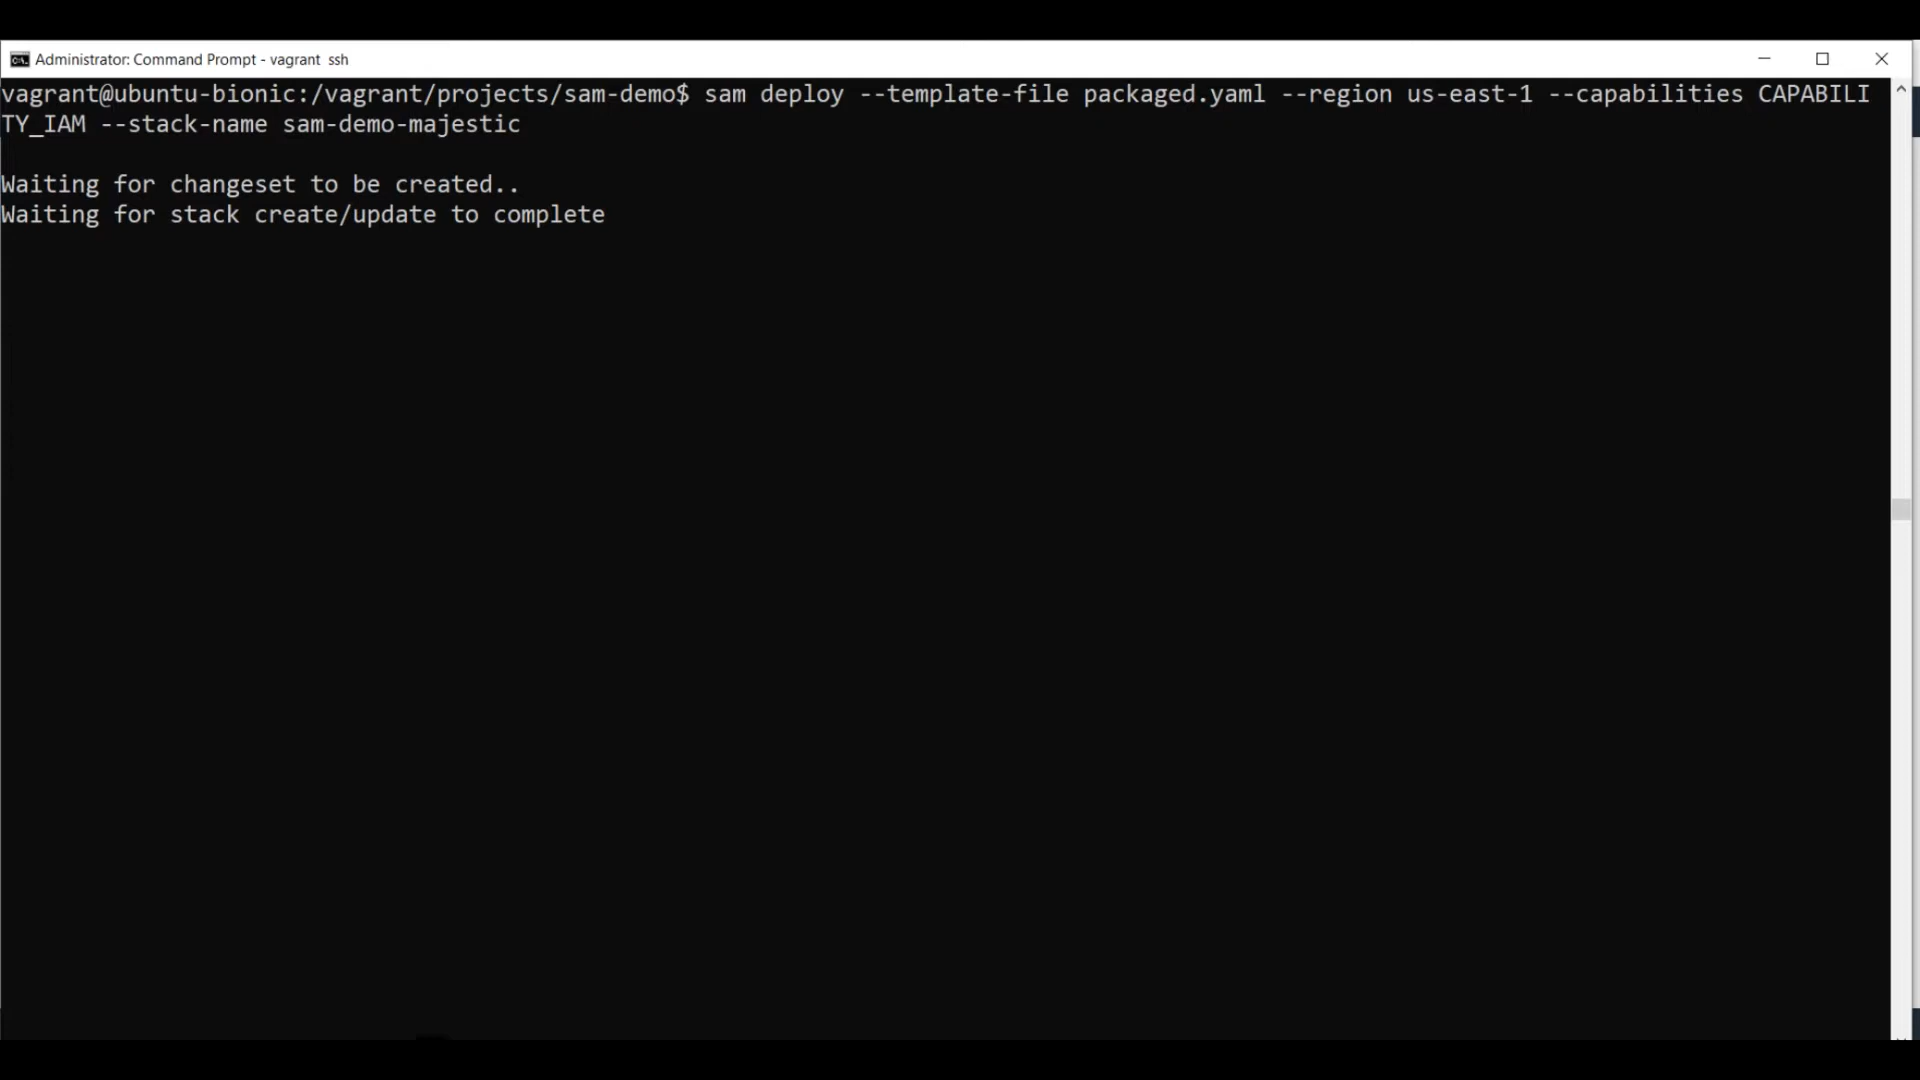 Administrator: Command Prompt - vagrant  ssh
vagrant@ubuntu-bionic:/vagrant/projects/sam-demo$ sam deploy --template-file packaged.yaml --region us-east-1 --capabilities CAPABILI
TY_IAM --stack-name sam-demo-majestic
Waiting for changeset to be created..
Waiting for stack create/update to complete